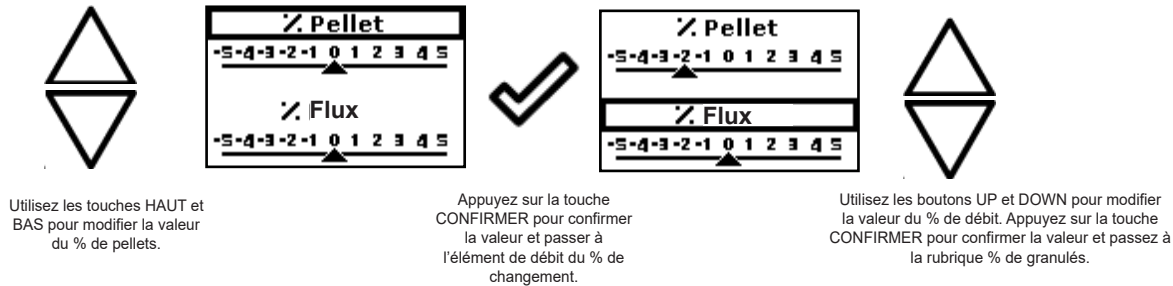 % Pellet
-5-4-3-2-1 0 1 2 3 4 5
% Flux
-5-4-3-2-1 0 1 2 3 4 5
% Pellet
-5-4-3-2-1 0 1 2 3 4 5
% Flux
-5-4-3-2-1 0 1 2 3 4 5
Utilisez les touches HAUT et
BAS pour modifier la valeur
du % de pellets.
Appuyez sur la touche
CONFIRMER pour confirmer
la valeur et passer à
l'élément de débit du % de
changement.
Utilisez les boutons UP et DOWN pour modifier
la valeur du % de débit. Appuyez sur la touche
CONFIRMER pour confirmer la valeur et passez à
la rubrique % de granulés.